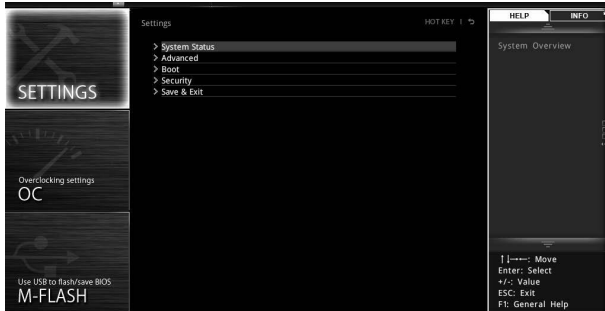 Settings
HOT KEY |
HELP
INFO
> System Status
> Advanced
> Boot
> Security
> Save & Exit
System Overview
SETTINGS
Overclocking settings
OC
Use USB to flash/save BIOS
M-FLASH
↑↓→←: Move
Enter: Select
+/-: Value
ESC: Exit
F1: General Help